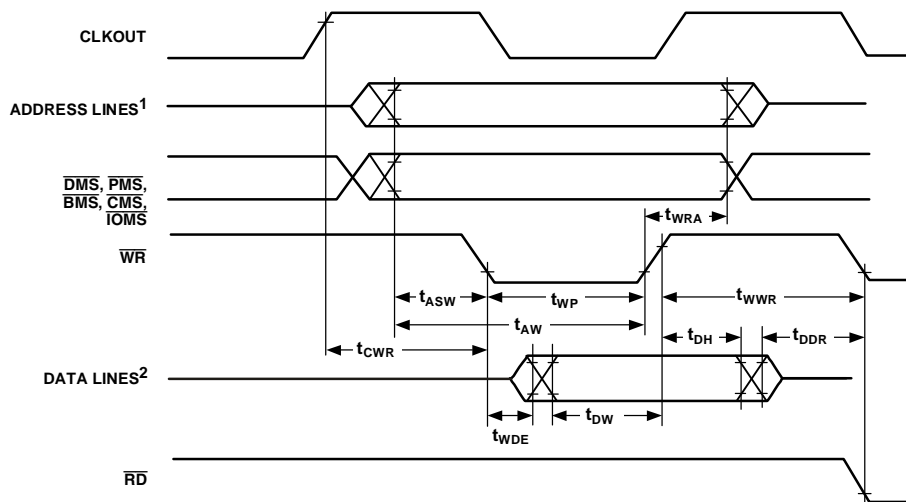 CLKOUT
ADDRESS LINES¹
DMS, PMS,
BMS, CMS,
IOMS
tWRA
WR
tASW
tWP
tWWR
tAW
tCWR
tDH
tDDR
DATA LINES²
tWDE
tDW
RD